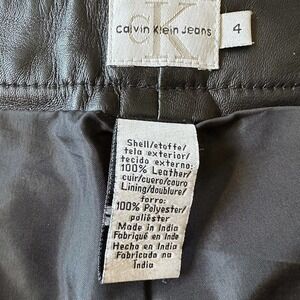 cK
Calvin Klein Jeans
4
Shell/etoffe/
tela exterior/
tecido externo:
100% Leather/
cuir/cuero/couro
Lining/doublure/
forro:
100% Polyester/
poliéster
Made in India
Fabriqué en Inde
Hecho en India
Fabricado na
India